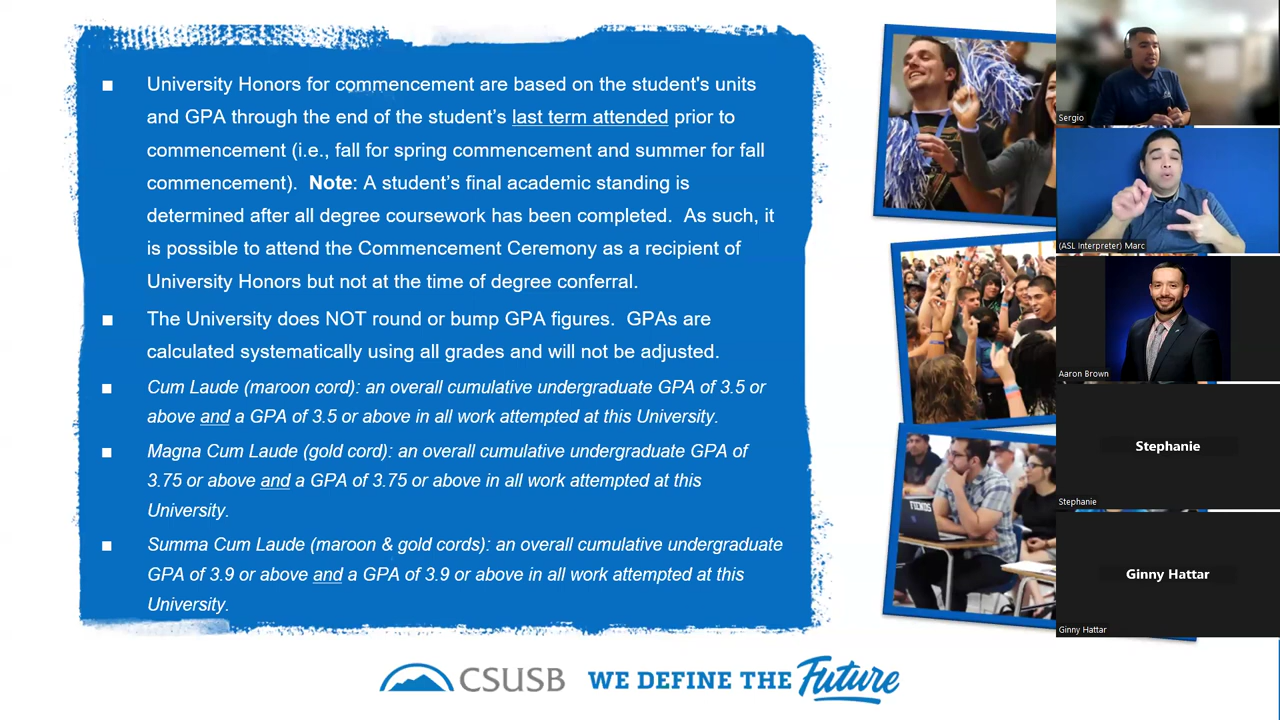 ■ University Honors for commencement are based on the student's units
and GPA through the end of the student’s last term attended prior to
commencement (i.e., fall for spring commencement and summer for fall
commencement).  Note: A student’s final academic standing is
determined after all degree coursework has been completed.  As such, it
is possible to attend the Commencement Ceremony as a recipient of
University Honors but not at the time of degree conferral.
■ The University does NOT round or bump GPA figures.  GPAs are
calculated systematically using all grades and will not be adjusted.
■ Cum Laude (maroon cord): an overall cumulative undergraduate GPA of 3.5 or
above and a GPA of 3.5 or above in all work attempted at this University.
■ Magna Cum Laude (gold cord): an overall cumulative undergraduate GPA of
3.75 or above and a GPA of 3.75 or above in all work attempted at this
University.
■ Summa Cum Laude (maroon & gold cords): an overall cumulative undergraduate
GPA of 3.9 or above and a GPA of 3.9 or above in all work attempted at this
University.
CSUSB WE DEFINE THE Future
Sergio
(ASL Interpreter) Marc
Aaron Brown
Stephanie
Stephanie
Ginny Hattar
Ginny Hattar